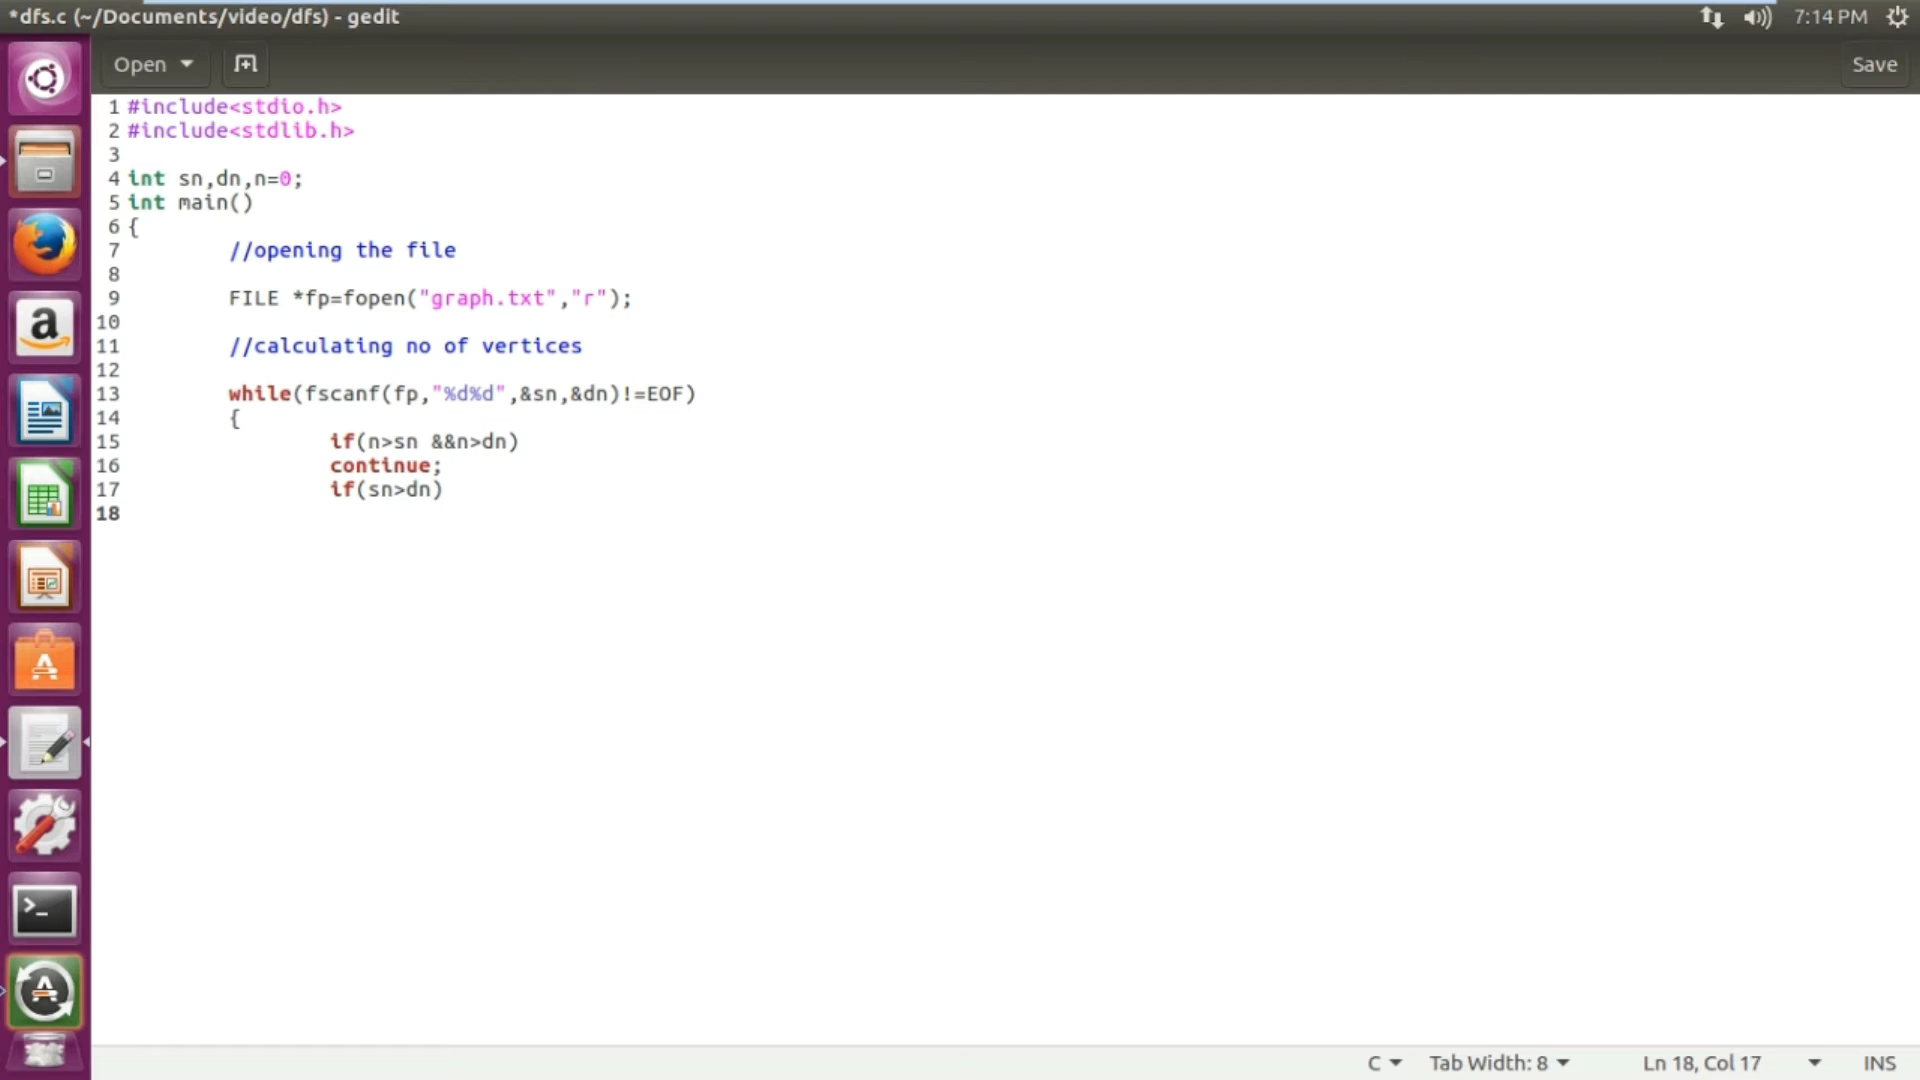 *dfs.c (~/Documents/video/dfs) - gedit
7:14 PM
Open
Save
1 #include<stdio.h>
2 #include<stdlib.h>
3
4 int sn,dn,n=0;
5 int main()
6 {
7 //opening the file
8
9 FILE *fp=fopen("graph.txt","r");
10
11 //calculating no of vertices
12
13 while(fscanf(fp,"%d%d",&sn,&dn)!=EOF)
14 {
15 if(n>sn &&n>dn)
16 continue;
17 if(sn>dn)
18
C Tab Width: 8 Ln 18, Col 17 INS